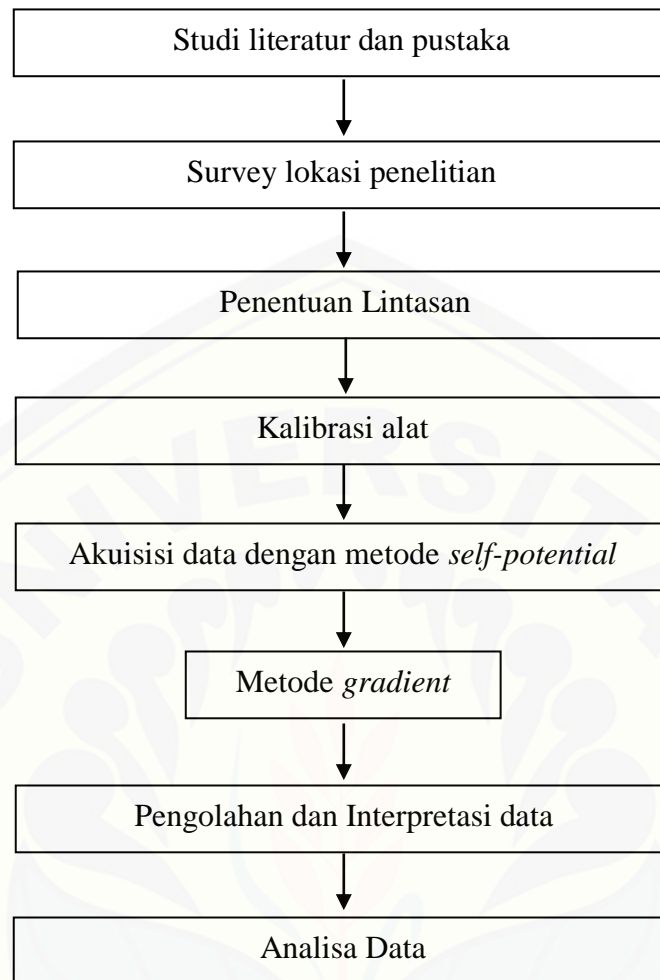 Studi literatur dan pustaka
Survey lokasi penelitian
Penentuan Lintasan
Kalibrasi alat
Akuisisi data dengan metode self-potential
Metode gradient
Pengolahan dan Interpretasi data
Analisa Data